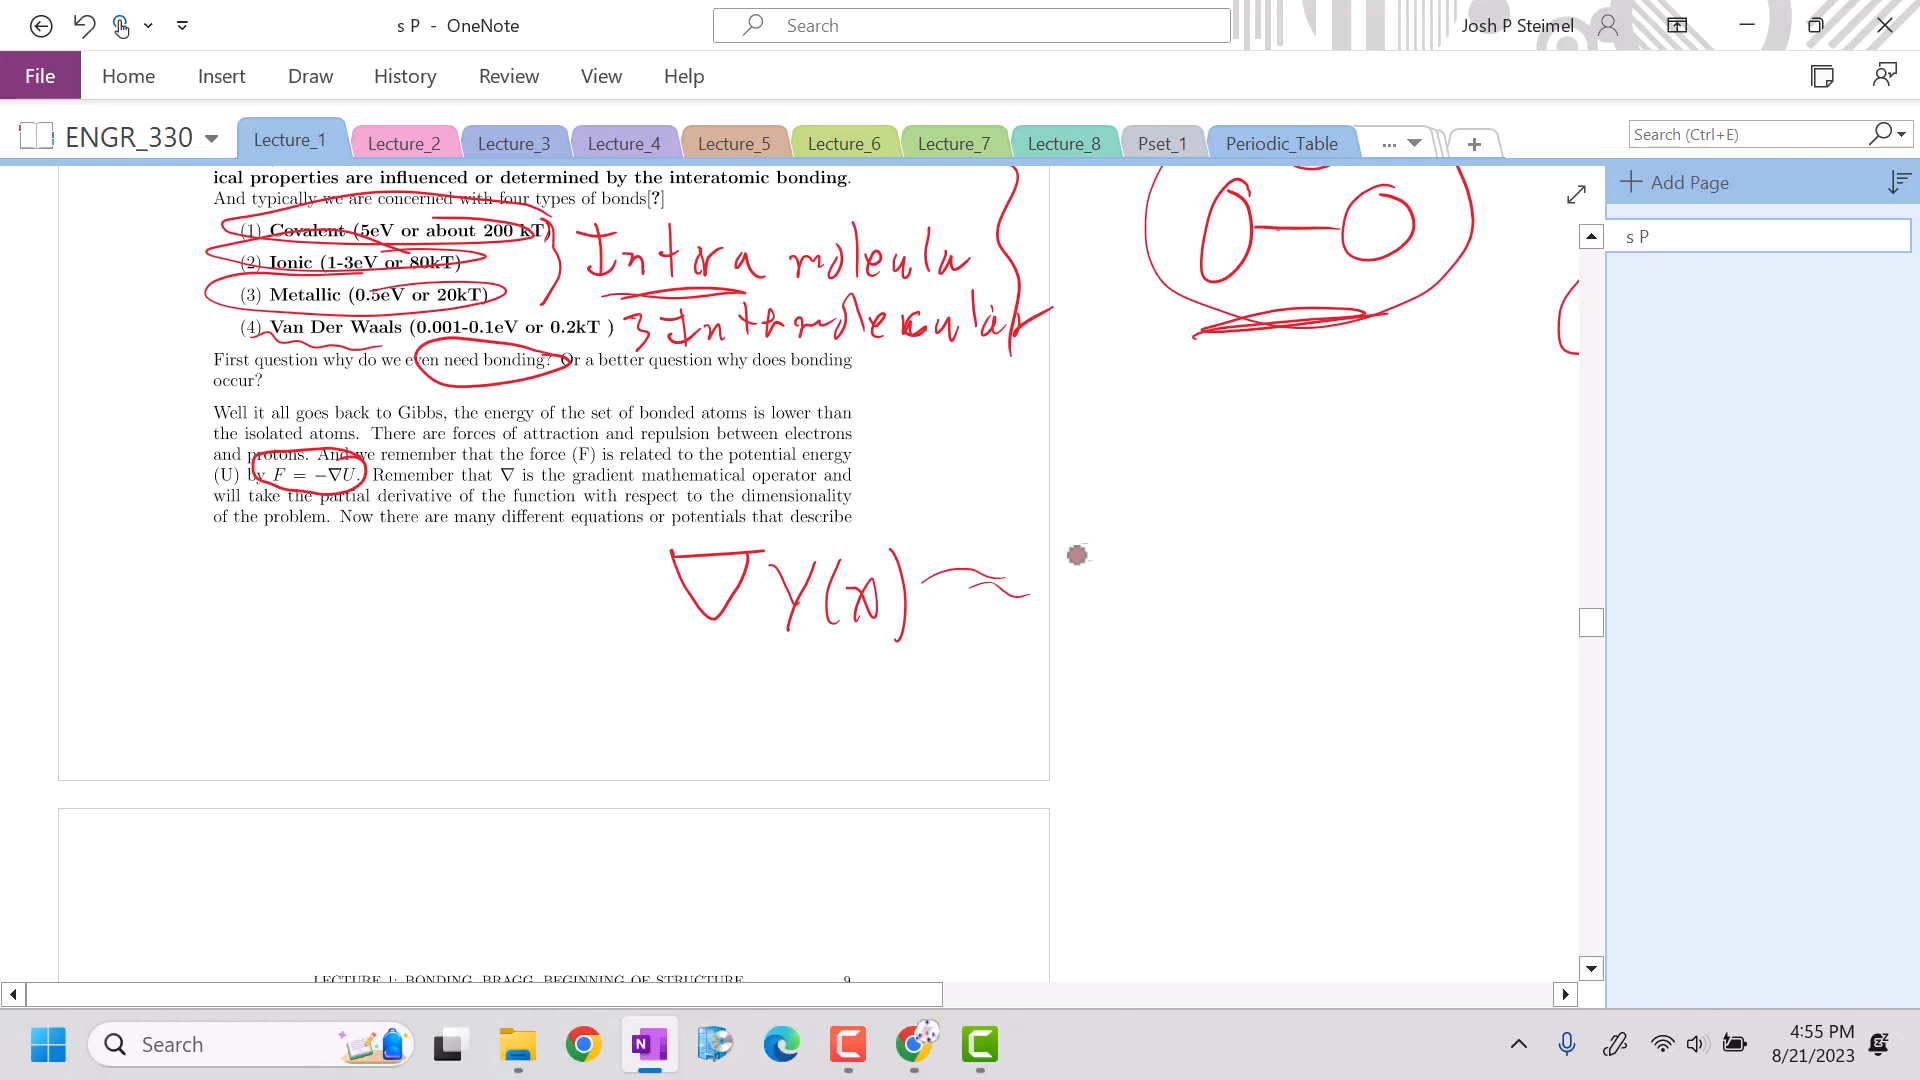 s P - OneNote
Search
Josh P Steimel
File
Home
Insert
Draw
History
Review
View
Help
ENGR_330
Lecture_1
Lecture_2
Lecture_3
Lecture_4
Lecture_5
Lecture_6
Lecture_7
Lecture_8
Pset_1
Periodic_Table
...
Search (Ctrl+E)
Add Page
s P
ical properties are influenced or determined by the interatomic bonding.
And typically we are concerned with four types of bonds[?]
(1) Covalent (5eV or about 200 kT)
(2) Ionic (1-3eV or 80kT)
(3) Metallic (0.5eV or 20kT)
(4) Van Der Waals (0.001-0.1eV or 0.2kT )
Intra molecula
Intermolecular
First question why do we even need bonding? Or a better question why does bonding
occur?
Well it all goes back to Gibbs, the energy of the set of bonded atoms is lower than
the isolated atoms. There are forces of attraction and repulsion between electrons
and protons. And we remember that the force (F) is related to the potential energy
(U) by F = −∇U. Remember that ∇ is the gradient mathematical operator and
will take the partial derivative of the function with respect to the dimensionality
of the problem. Now there are many different equations or potentials that describe
∇ Y(x)
LECTURE 1: BONDING, BRAGG, BEGINNING OF STRUCTURE
9
Search
4:55 PM
8/21/2023